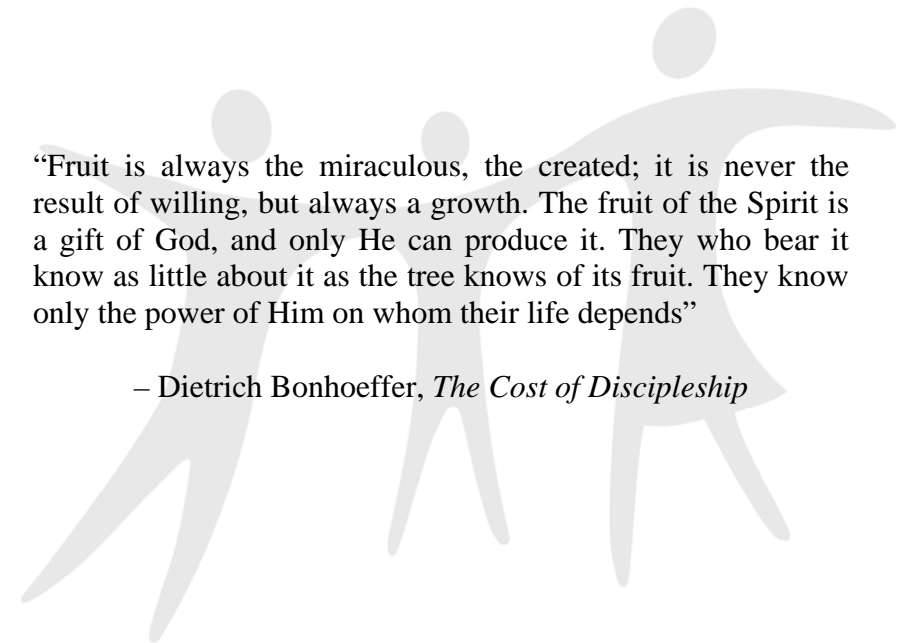 “Fruit is always the miraculous, the created; it is never the
result of willing, but always a growth. The fruit of the Spirit is
a gift of God, and only He can produce it. They who bear it
know as little about it as the tree knows of its fruit. They know
only the power of Him on whom their life depends”
– Dietrich Bonhoeffer, The Cost of Discipleship